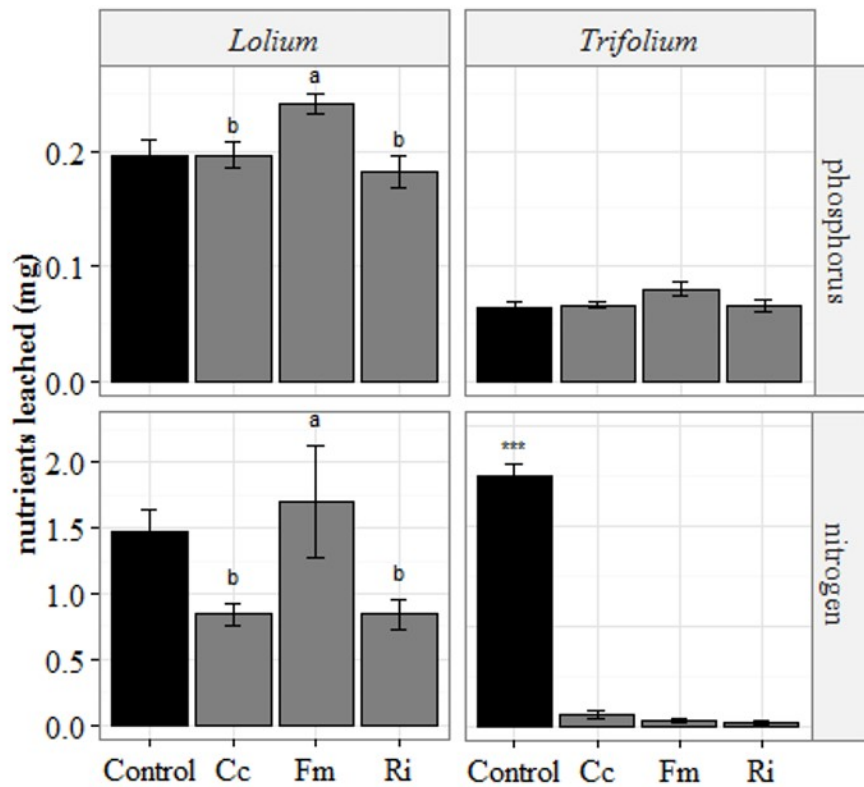 Lolium
Trifolium
nutrients leached (mg)
phosphorus
nitrogen
0.2
0.1
0.0
b
a
b
2.0
1.5
1.0
0.5
0.0
b
a
b
***
Control Cc Fm Ri
Control Cc Fm Ri